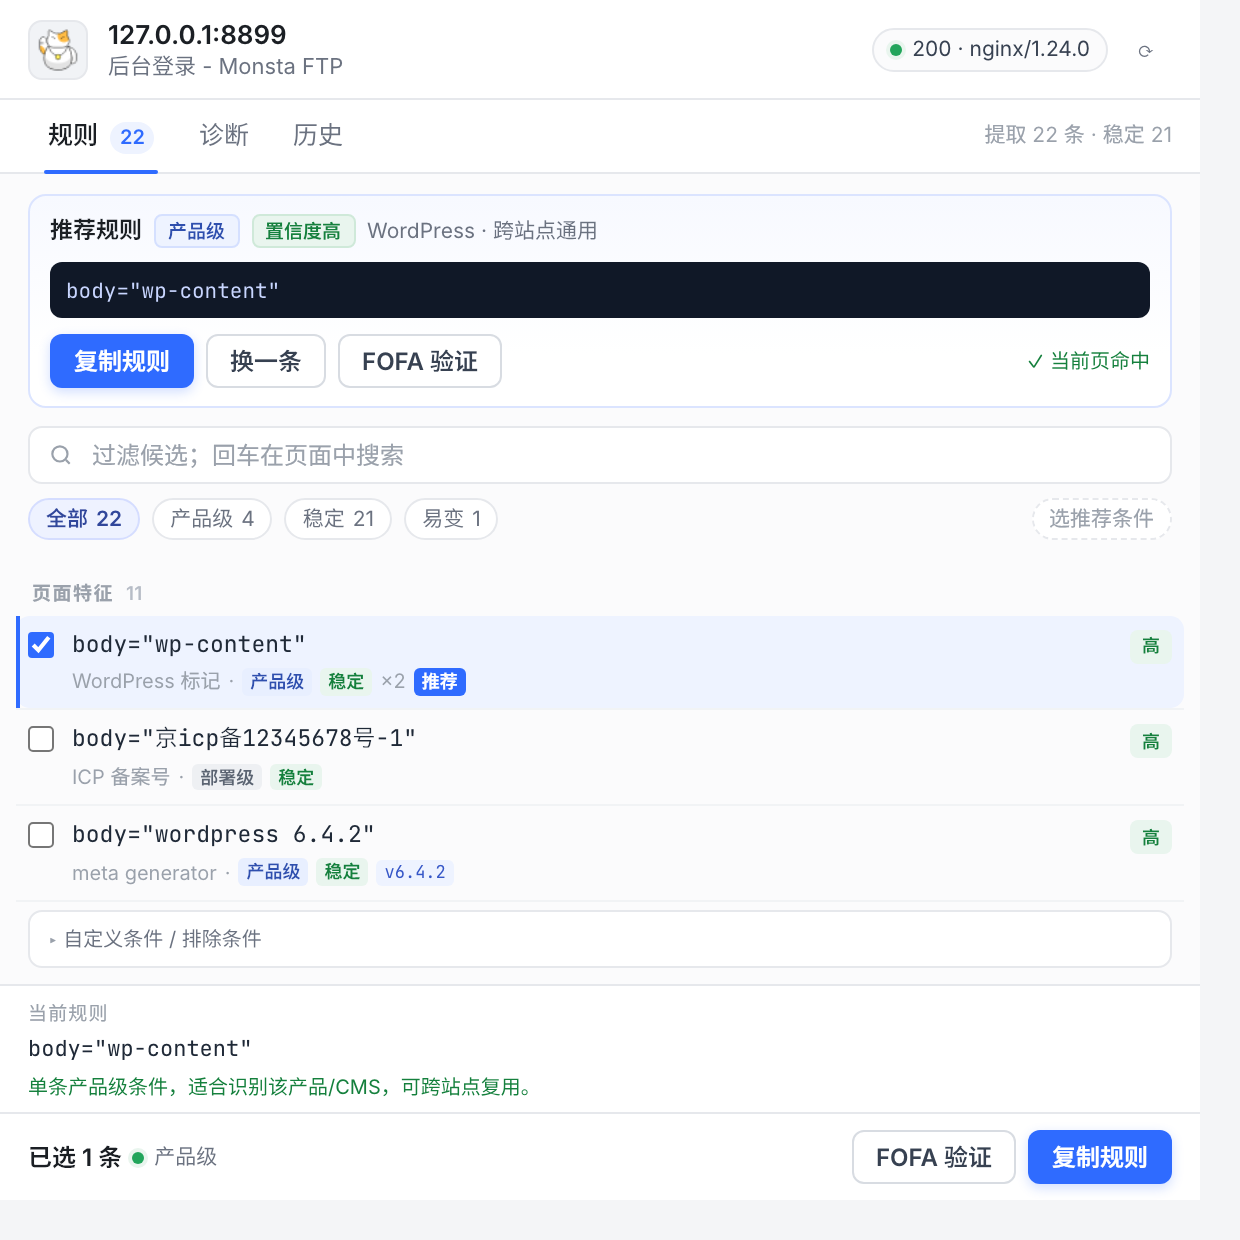 127.0.0.1:8899
后台登录 - Monsta FTP
200 · nginx/1.24.0
规则 22 诊断 历史
提取 22 条 · 稳定 21
推荐规则 产品级 置信度高 WordPress · 跨站点通用
body="wp-content"
复制规则 换一条 FOFA 验证 ✓ 当前页命中
过滤候选；回车在页面中搜索
全部 22 产品级 4 稳定 21 易变 1 选推荐条件
页面特征 11
body="wp-content" 高
WordPress 标记 · 产品级 稳定 ×2 推荐
body="京icp备12345678号-1" 高
ICP 备案号 · 部署级 稳定
body="wordpress 6.4.2" 高
meta generator · 产品级 稳定 v6.4.2
▸ 自定义条件 / 排除条件
当前规则
body="wp-content"
单条产品级条件，适合识别该产品/CMS，可跨站点复用。
已选 1 条 产品级 FOFA 验证 复制规则